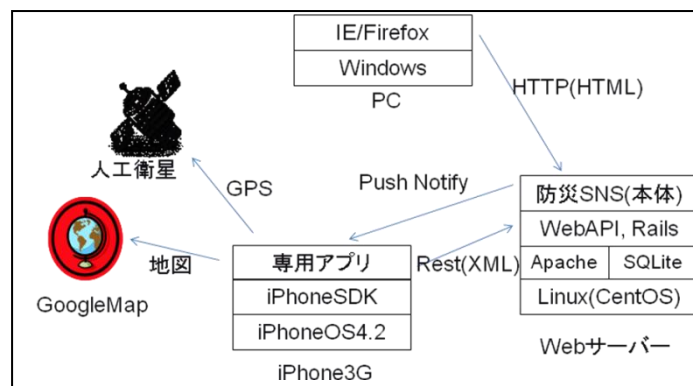 IE/Firefox
Windows
PC
HTTP(HTML)
人工衛星
GPS
Push Notify
防災SNS(本体)
WebAPI, Rails
Apache
SQLite
Linux(CentOS)
Webサーバー
地図
GoogleMap
専用アプリ
Rest(XML)
iPhoneSDK
iPhoneOS4.2
iPhone3G